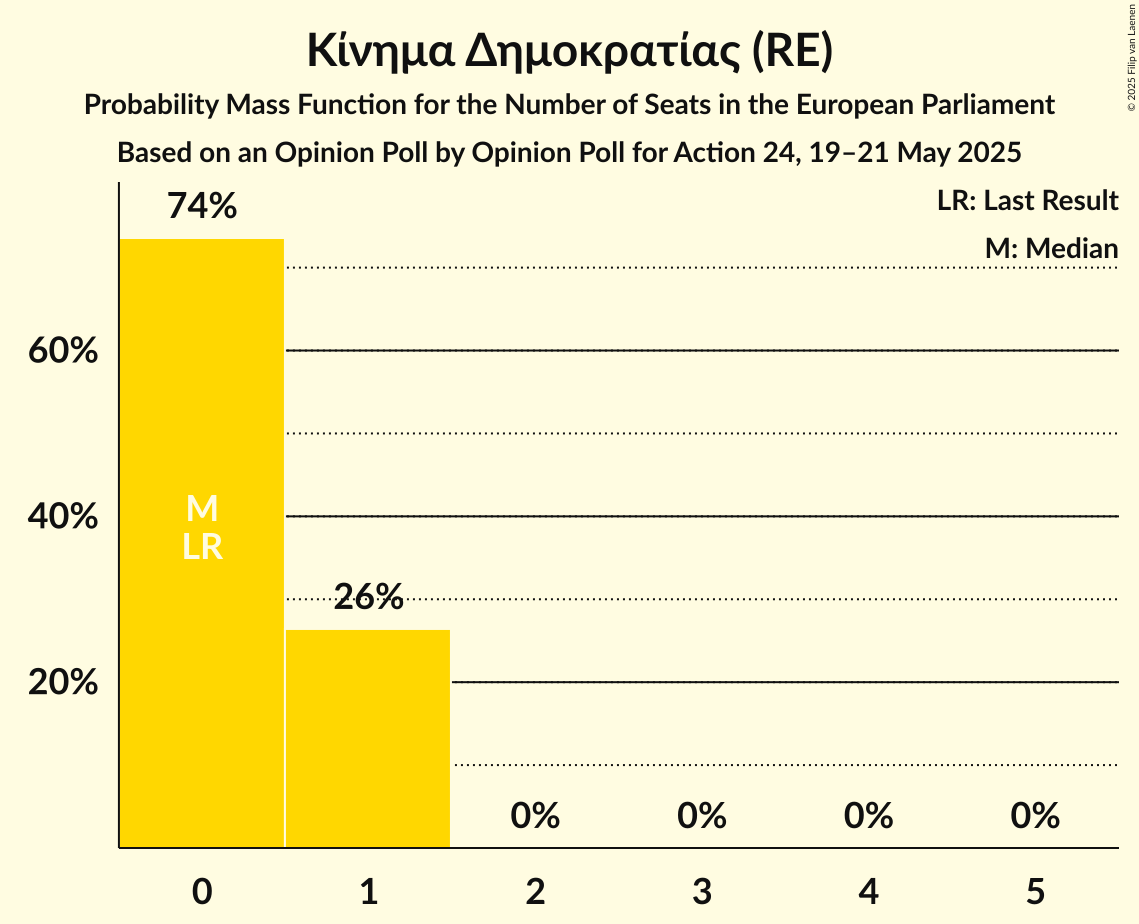 Κίνημα Δημοκρατίας (RE)
Probability Mass Function for the Number of Seats in the European Parliament
Based on an Opinion Poll by Opinion Poll for Action 24, 19–21 May 2025
© 2025 Filip van Laenen
LR: Last Result
M: Median
74%
60%
40%
20%
M
LR
26%
0%
0%
0%
0%
0
1
2
3
4
5